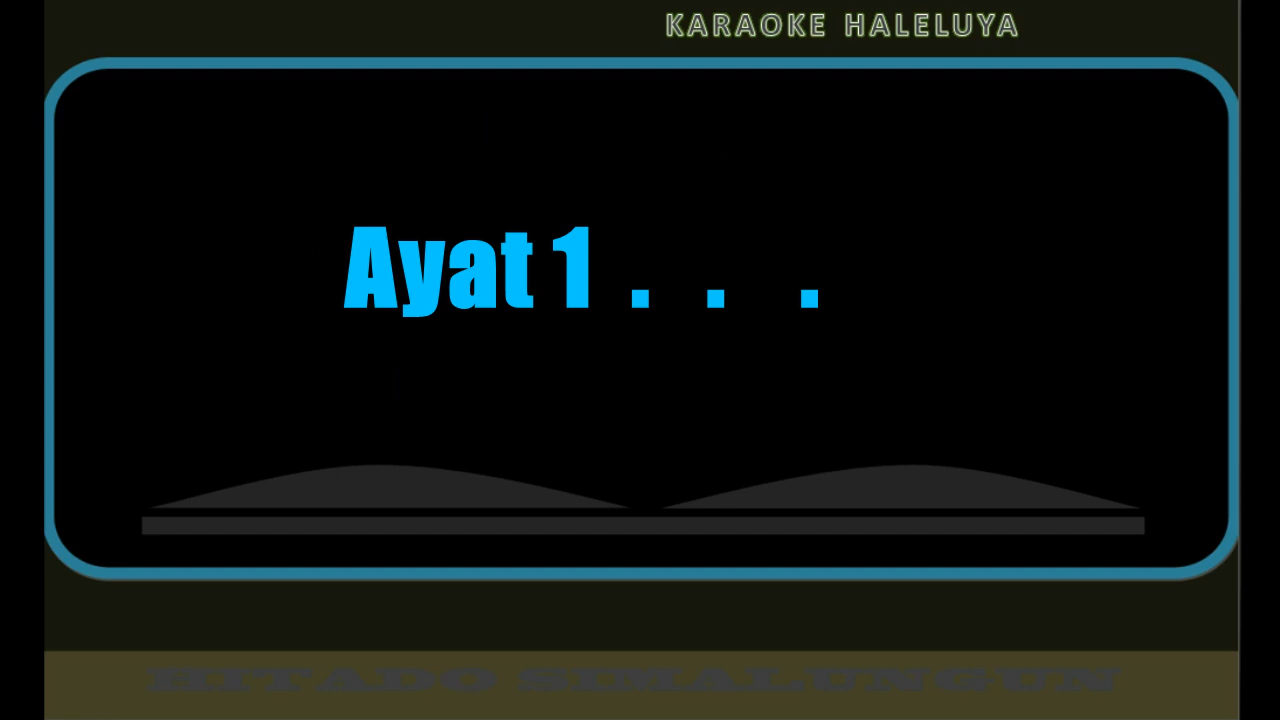 KARAOKE HALELUYA
Ayat 1 . . .
HITADO SIMALUNGUN